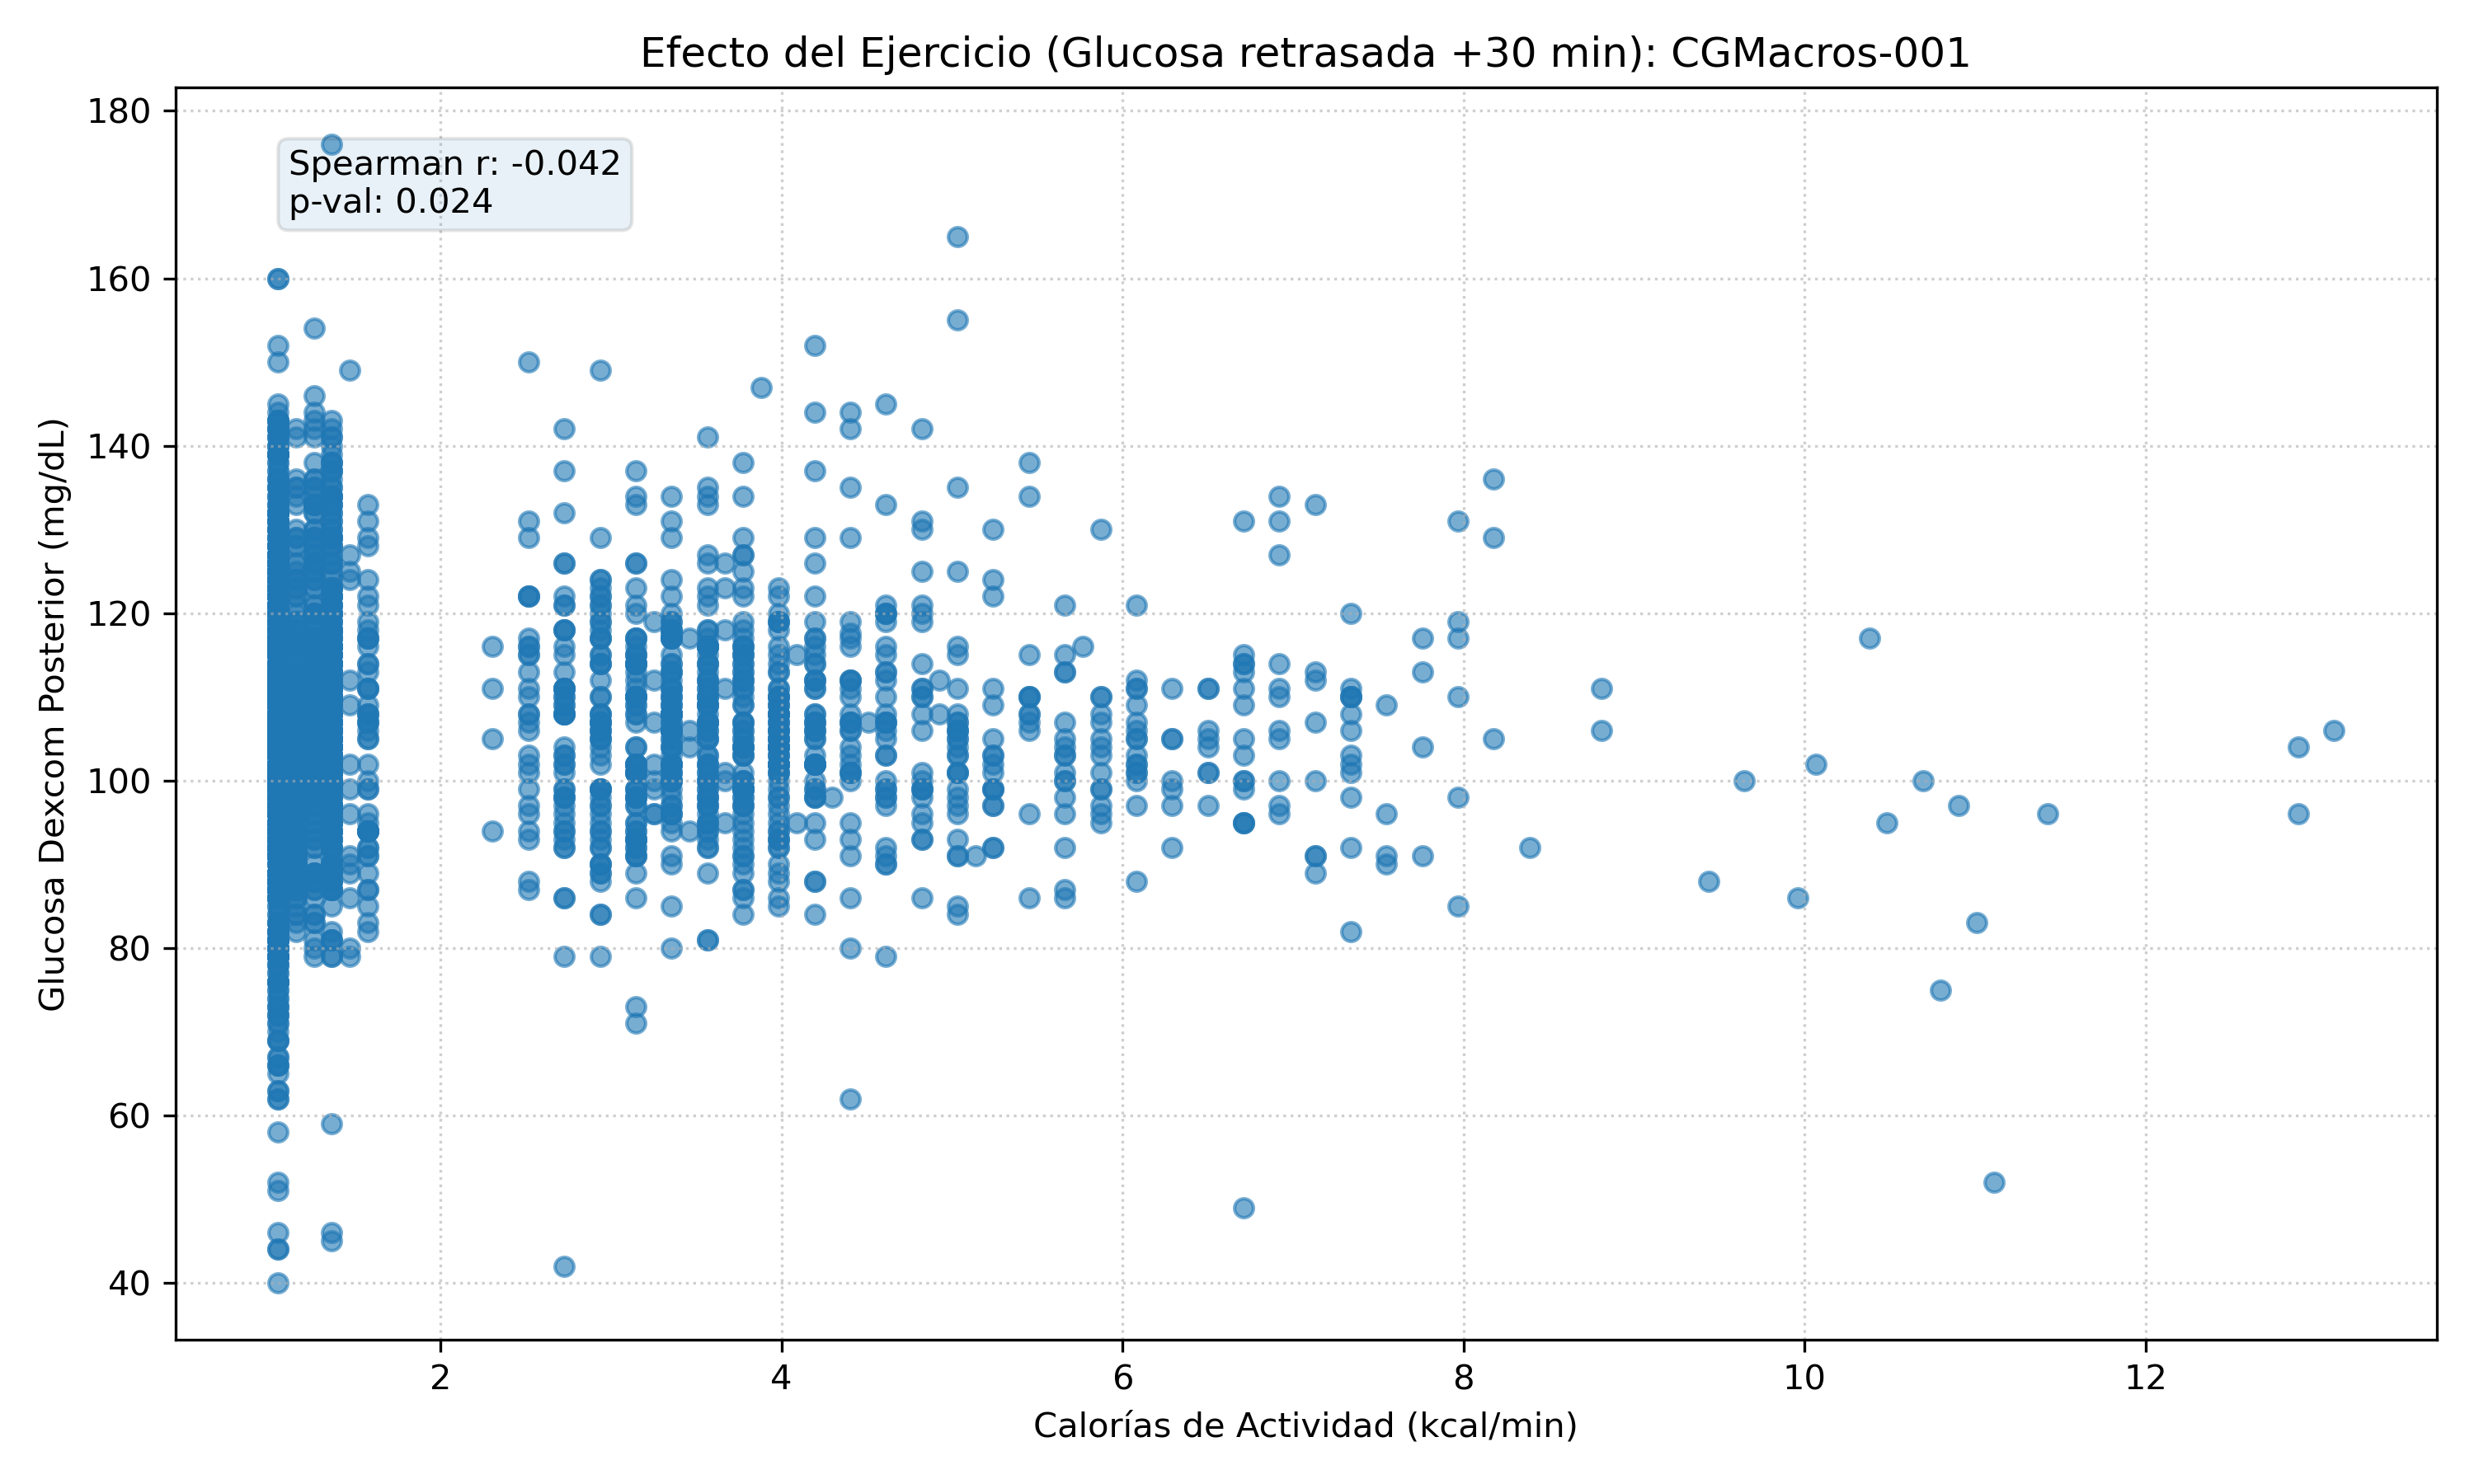 Efecto del Ejercicio (Glucosa retrasada +30 min): CGMacros-001
Spearman r: -0.042
p-val: 0.024
Glucosa Dexcom Posterior (mg/dL)
180
160
140
120
100
80
60
40
2
4
6
8
10
12
Calorías de Actividad (kcal/min)